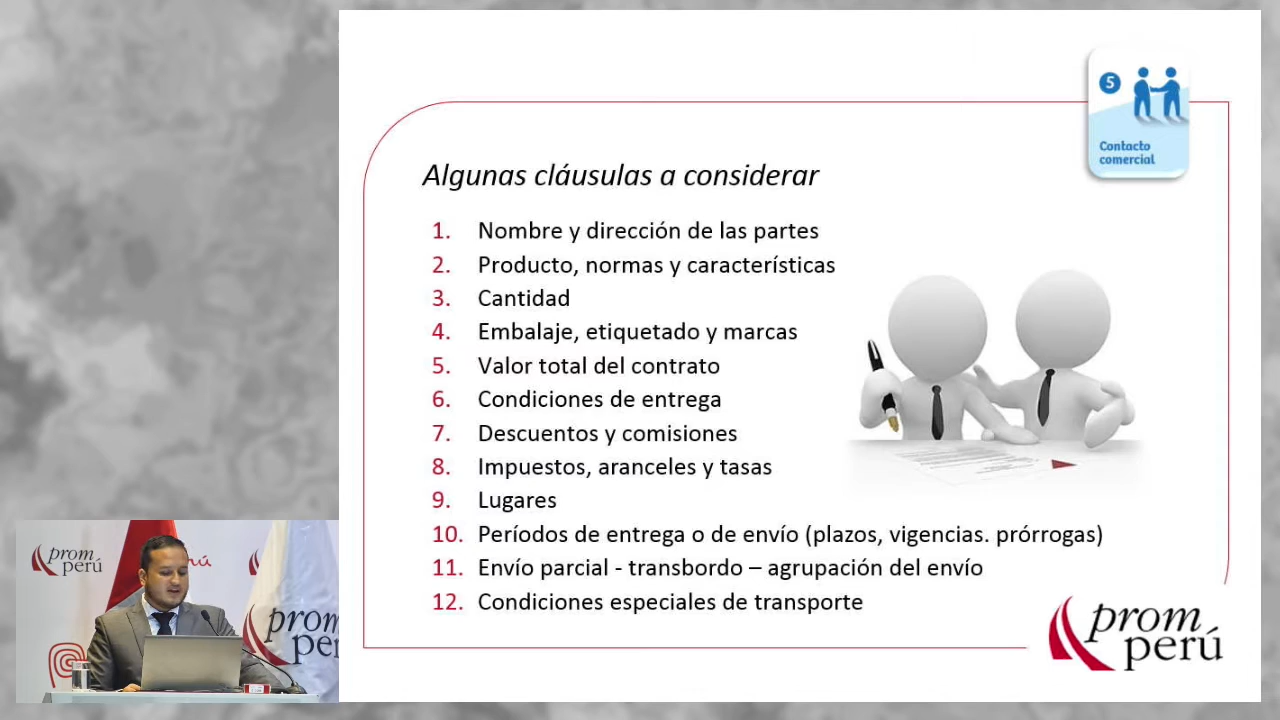 5
Contacto
comercial
Algunas cláusulas a considerar
1. Nombre y dirección de las partes
2. Producto, normas y características
3. Cantidad
4. Embalaje, etiquetado y marcas
5. Valor total del contrato
6. Condiciones de entrega
7. Descuentos y comisiones
8. Impuestos, aranceles y tasas
9. Lugares
10. Períodos de entrega o de envío (plazos, vigencias. prórrogas)
11. Envío parcial - transbordo – agrupación del envío
12. Condiciones especiales de transporte
prom
perú
prom
perú